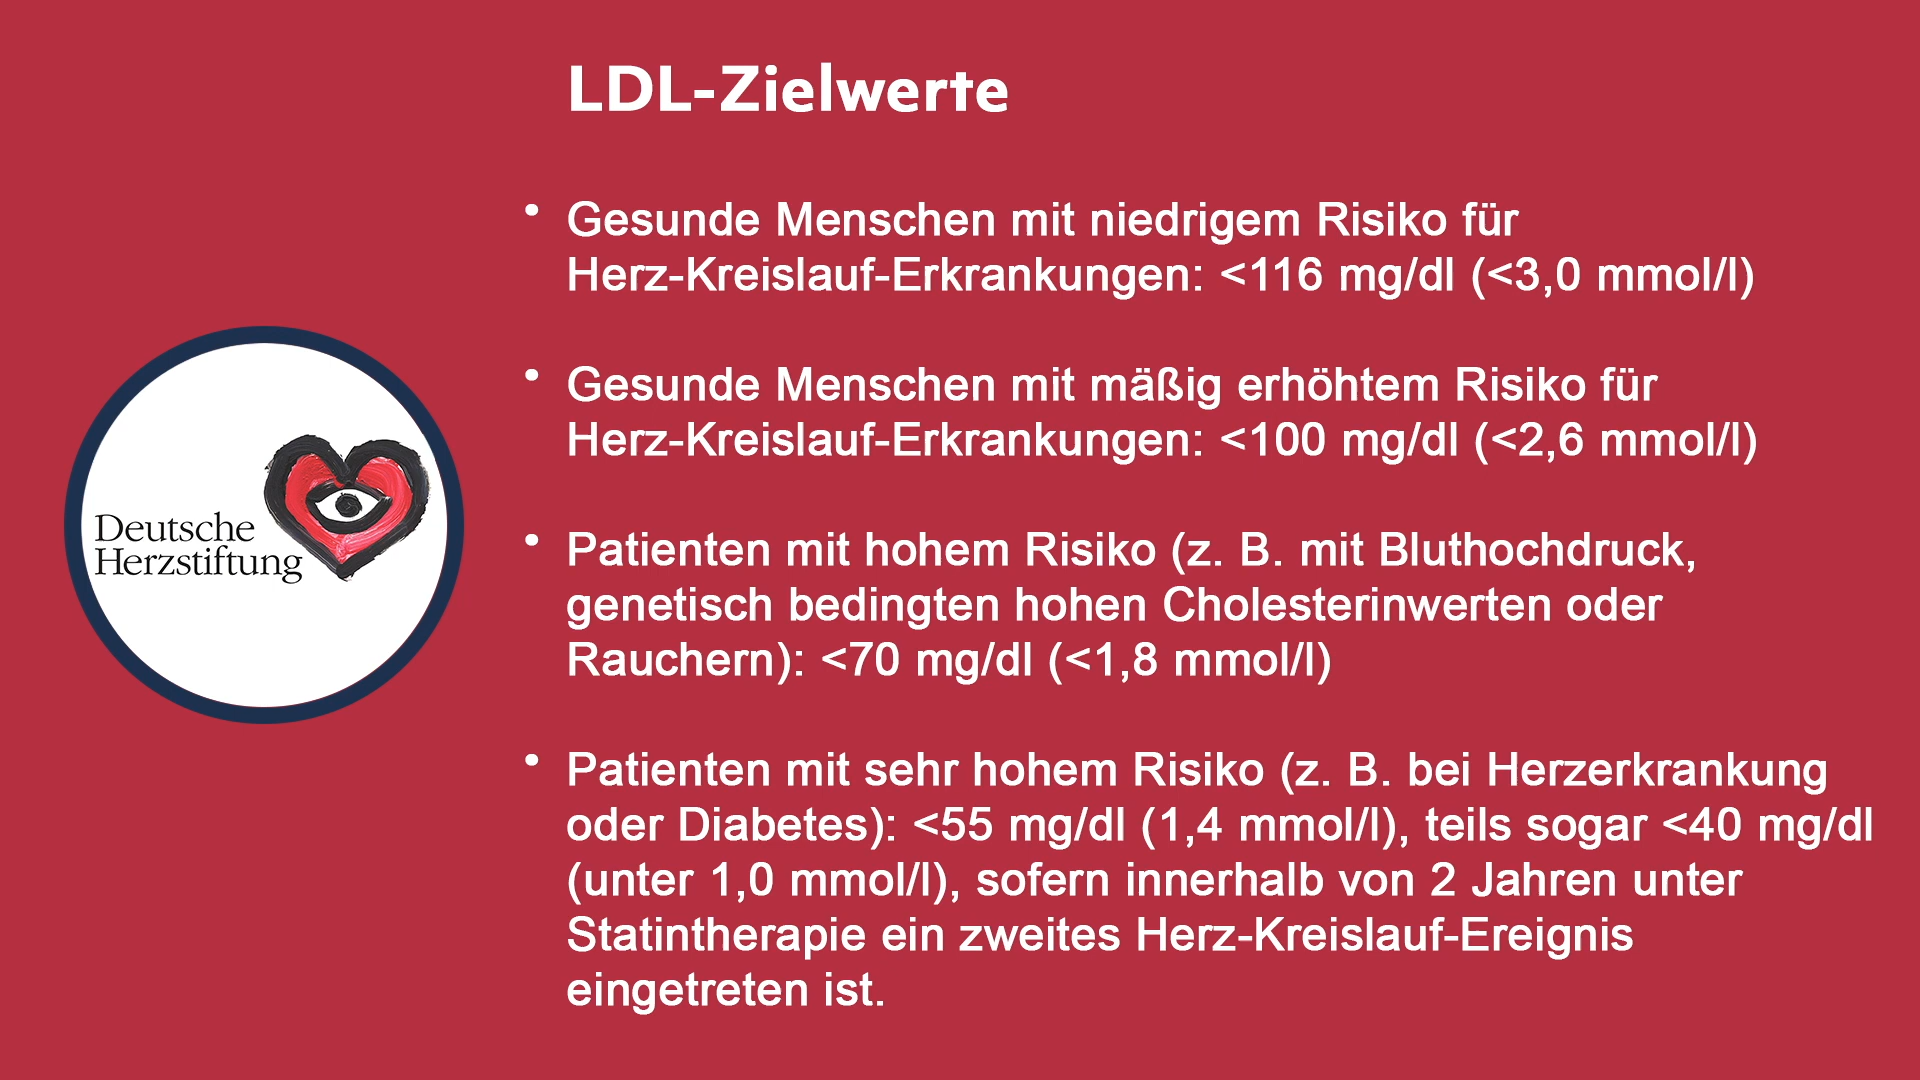 LDL-Zielwerte
• Gesunde Menschen mit niedrigem Risiko für
Herz-Kreislauf-Erkrankungen: <116 mg/dl (<3,0 mmol/l)
• Gesunde Menschen mit mäßig erhöhtem Risiko für
Herz-Kreislauf-Erkrankungen: <100 mg/dl (<2,6 mmol/l)
• Patienten mit hohem Risiko (z. B. mit Bluthochdruck,
genetisch bedingten hohen Cholesterinwerten oder
Rauchern): <70 mg/dl (<1,8 mmol/l)
• Patienten mit sehr hohem Risiko (z. B. bei Herzerkrankung
oder Diabetes): <55 mg/dl (1,4 mmol/l), teils sogar <40 mg/dl
(unter 1,0 mmol/l), sofern innerhalb von 2 Jahren unter
Statintherapie ein zweites Herz-Kreislauf-Ereignis
eingetreten ist.
Deutsche
Herzstiftung